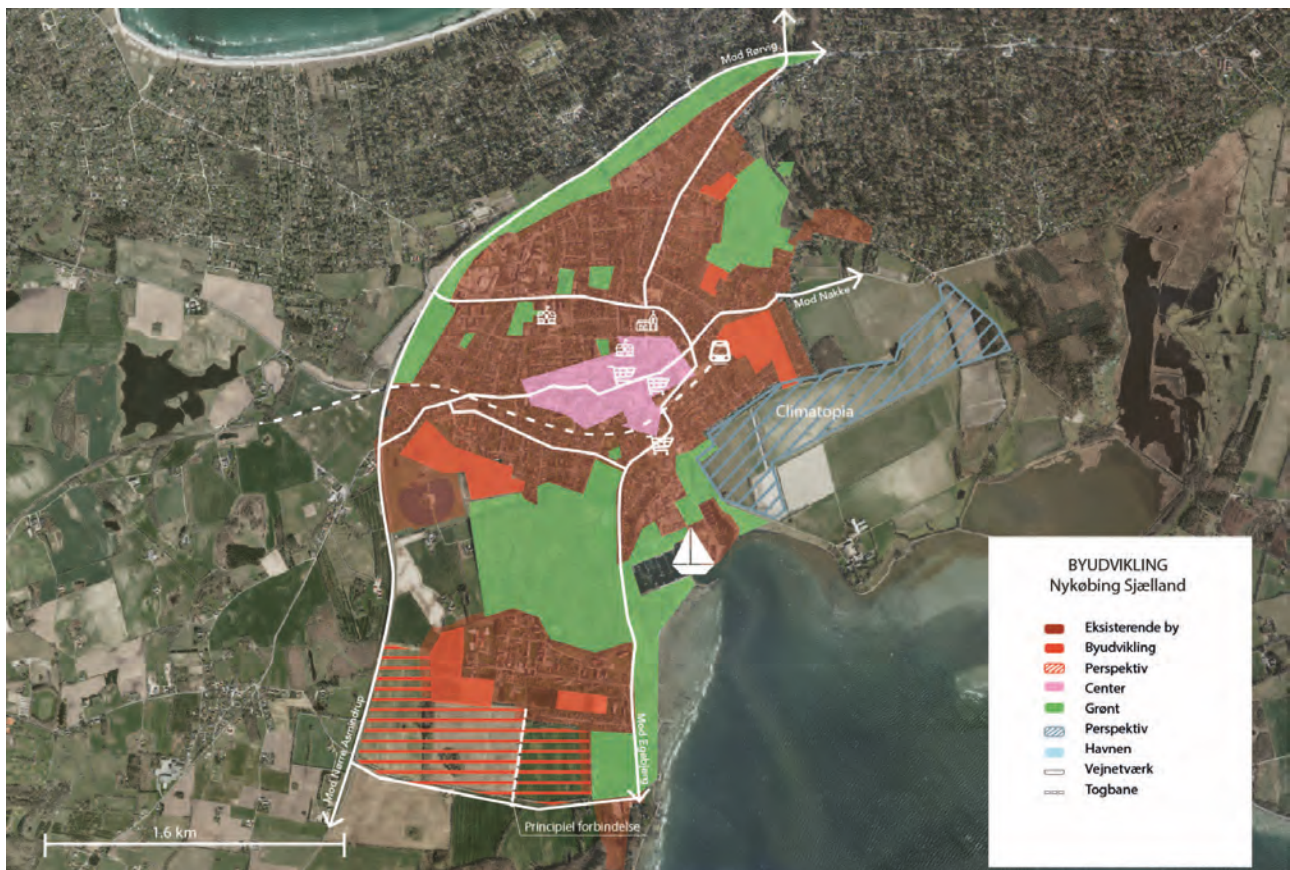 Mod Rørvig
Mod Nakke
Climatopia
Mod Nørre Asmindrup
Mod Egebjerg
Principiel forbindelse
1.6 km
BYUDVIKLING
Nykøbing Sjælland
Eksisterende by
Byudvikling
Perspektiv
Center
Grønt
Perspektiv
Havnen
Vejnetværk
Togbane